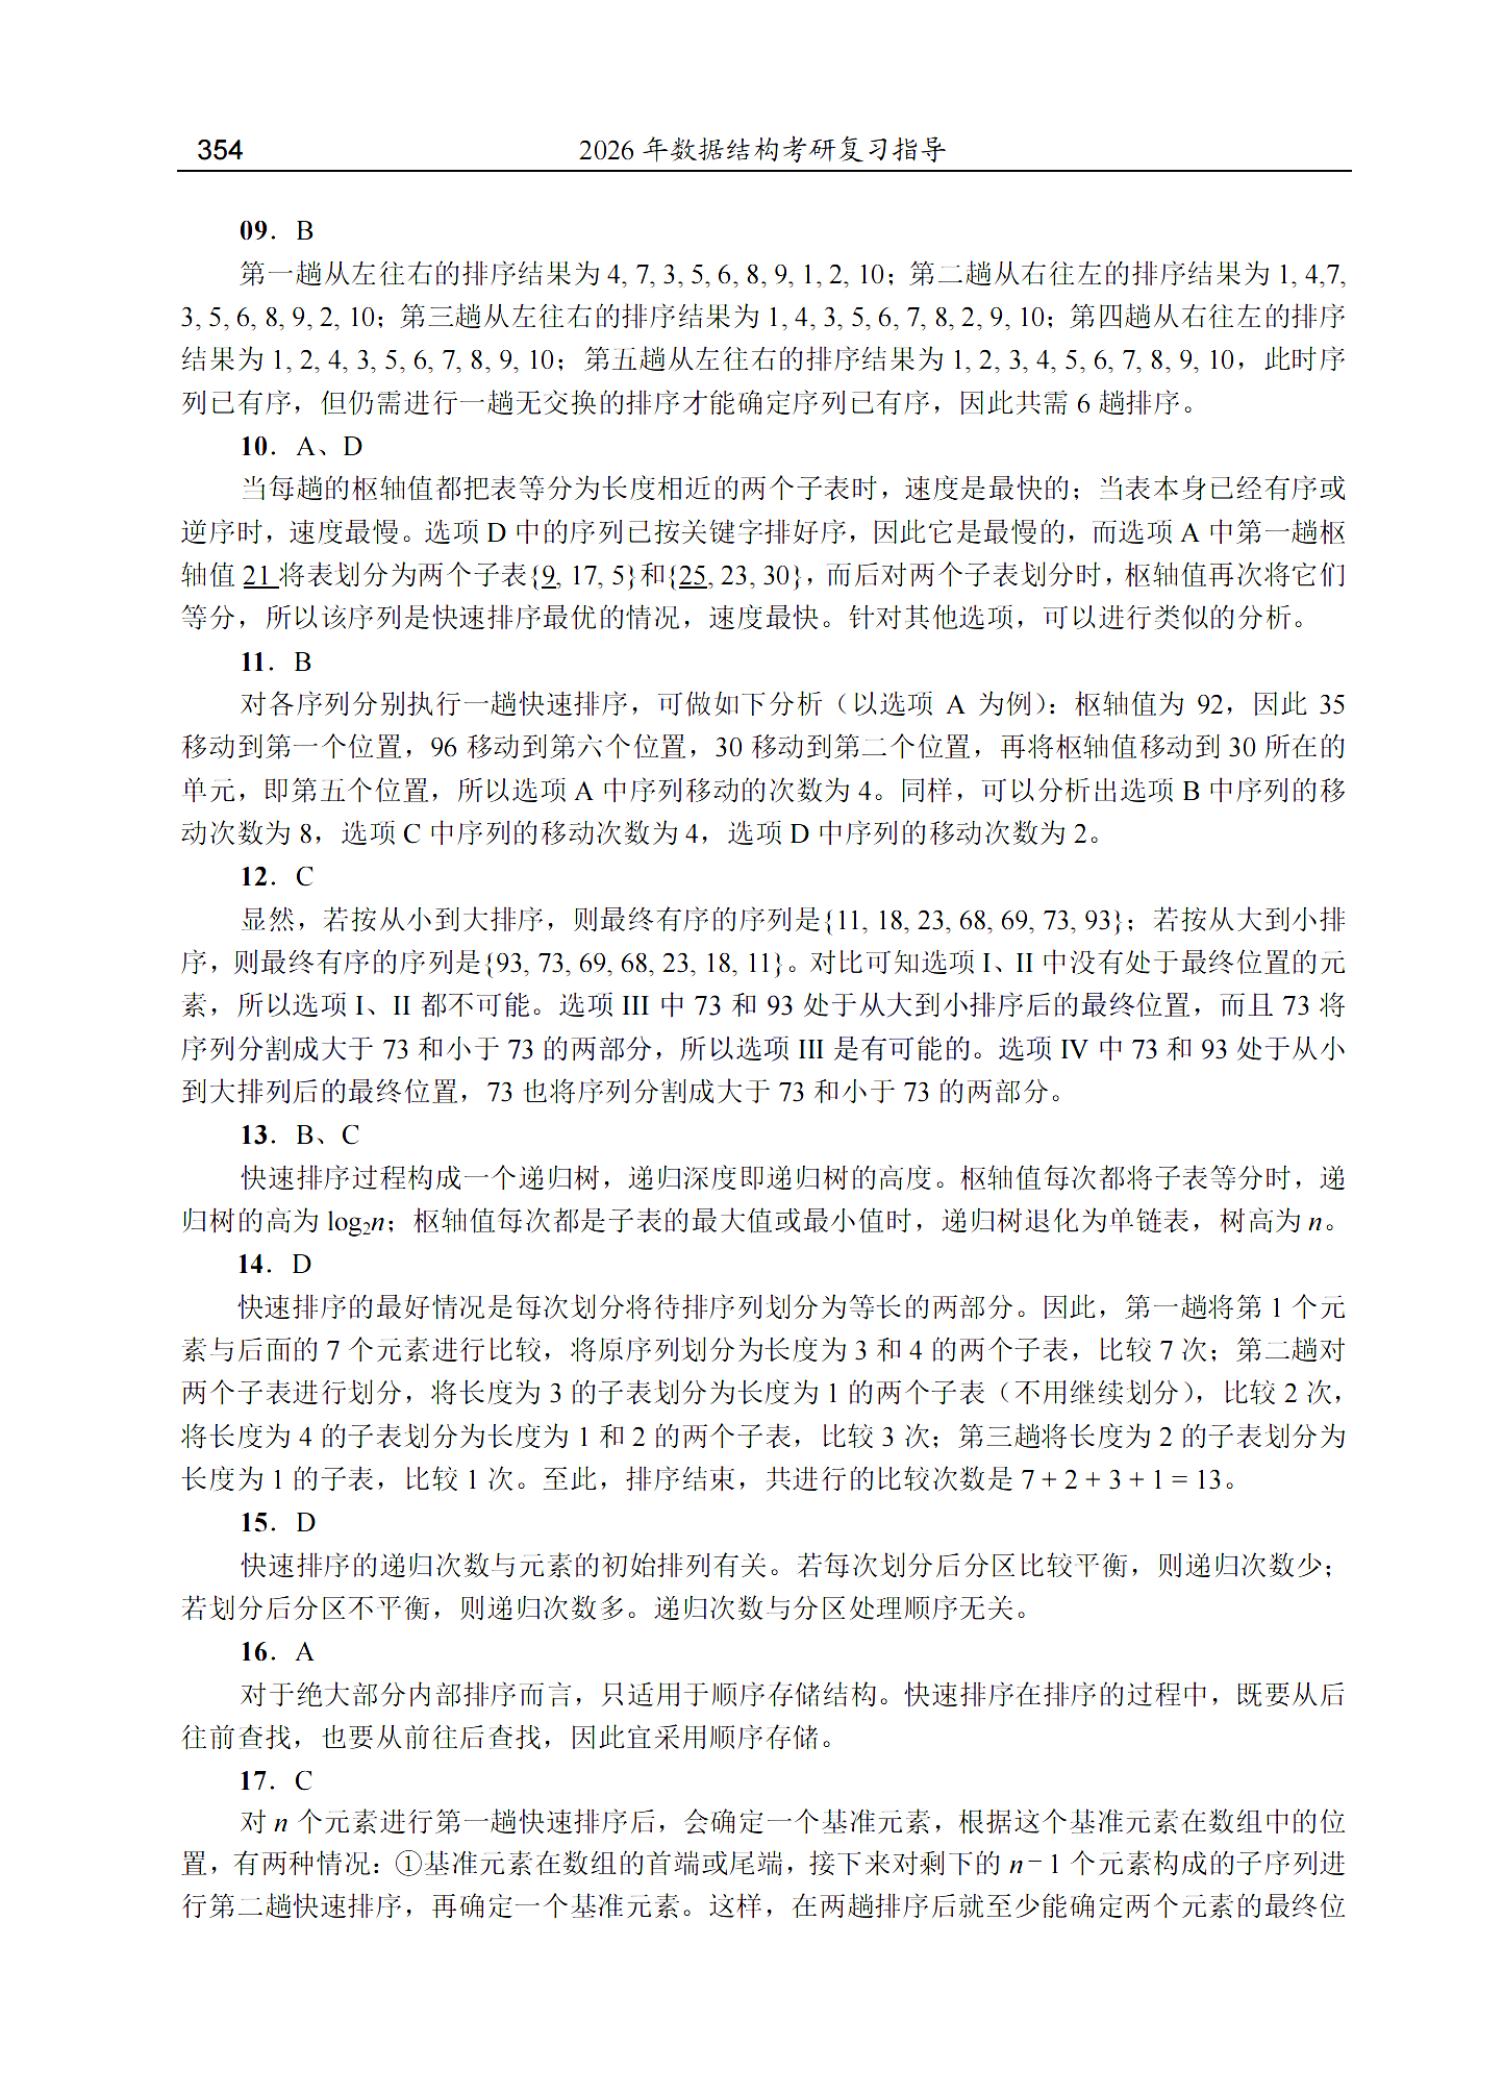 354
2026 年数据结构考研复习指导
09. B
第一趟从左往右的排序结果为 4, 7, 3, 5, 6, 8, 9, 1, 2, 10；第二趟从右往左的排序结果为 1, 4,7,
3, 5, 6, 8, 9, 2, 10；第三趟从左往右的排序结果为 1, 4, 3, 5, 6, 7, 8, 2, 9, 10；第四趟从右往左的排序
结果为 1, 2, 4, 3, 5, 6, 7, 8, 9, 10；第五趟从左往右的排序结果为 1, 2, 3, 4, 5, 6, 7, 8, 9, 10，此时序
列已有序，但仍需进行一趟无交换的排序才能确定序列已有序，因此共需 6 趟排序。
10. A、D
当每趟的枢轴值都把表等分为长度相近的两个子表时，速度是最快的；当表本身已经有序或
逆序时，速度最慢。选项 D 中的序列已按关键字排好序，因此它是最慢的，而选项 A 中第一趟枢
轴值 21 将表划分为两个子表{9, 17, 5}和{25, 23, 30}，而后对两个子表划分时，枢轴值再次将它们
等分，所以该序列是快速排序最优的情况，速度最快。针对其他选项，可以进行类似的分析。
11. B
对各序列分别执行一趟快速排序，可做如下分析（以选项 A 为例）：枢轴值为 92，因此 35
移动到第一个位置，96 移动到第六个位置，30 移动到第二个位置，再将枢轴值移动到 30 所在的
单元，即第五个位置，所以选项 A 中序列移动的次数为 4。同样，可以分析出选项 B 中序列的移
动次数为 8，选项 C 中序列的移动次数为 4，选项 D 中序列的移动次数为 2。
12. C
显然，若按从小到大排序，则最终有序的序列是{11, 18, 23, 68, 69, 73, 93}；若按从大到小排
序，则最终有序的序列是{93, 73, 69, 68, 23, 18, 11}。对比可知选项 I、II 中没有处于最终位置的元
素，所以选项 I、II 都不可能。选项 III 中 73 和 93 处于从大到小排序后的最终位置，而且 73 将
序列分割成大于 73 和小于 73 的两部分，所以选项 III 是有可能的。选项 IV 中 73 和 93 处于从小
到大排列后的最终位置，73 也将序列分割成大于 73 和小于 73 的两部分。
13. B、C
快速排序过程构成一个递归树，递归深度即递归树的高度。枢轴值每次都将子表等分时，递
归树的高为 log₂n；枢轴值每次都是子表的最大值或最小值时，递归树退化为单链表，树高为 n。
14. D
快速排序的最好情况是每次划分将待排序列划分为等长的两部分。因此，第一趟将第 1 个元
素与后面的 7 个元素进行比较，将原序列划分为长度为 3 和 4 的两个子表，比较 7 次；第二趟对
两个子表进行划分，将长度为 3 的子表划分为长度为 1 的两个子表（不用继续划分），比较 2 次，
将长度为 4 的子表划分为长度为 1 和 2 的两个子表，比较 3 次；第三趟将长度为 2 的子表划分为
长度为 1 的子表，比较 1 次。至此，排序结束，共进行的比较次数是 7 + 2 + 3 + 1 = 13。
15. D
快速排序的递归次数与元素的初始排列有关。若每次划分后分区比较平衡，则递归次数少；
若划分后分区不平衡，则递归次数多。递归次数与分区处理顺序无关。
16. A
对于绝大部分内部排序而言，只适用于顺序存储结构。快速排序在排序的过程中，既要从后
往前查找，也要从前往后查找，因此宜采用顺序存储。
17. C
对 n 个元素进行第一趟快速排序后，会确定一个基准元素，根据这个基准元素在数组中的位
置，有两种情况：①基准元素在数组的首端或尾端，接下来对剩下的 n − 1 个元素构成的子序列进
行第二趟快速排序，再确定一个基准元素。这样，在两趟排序后就至少能确定两个元素的最终位